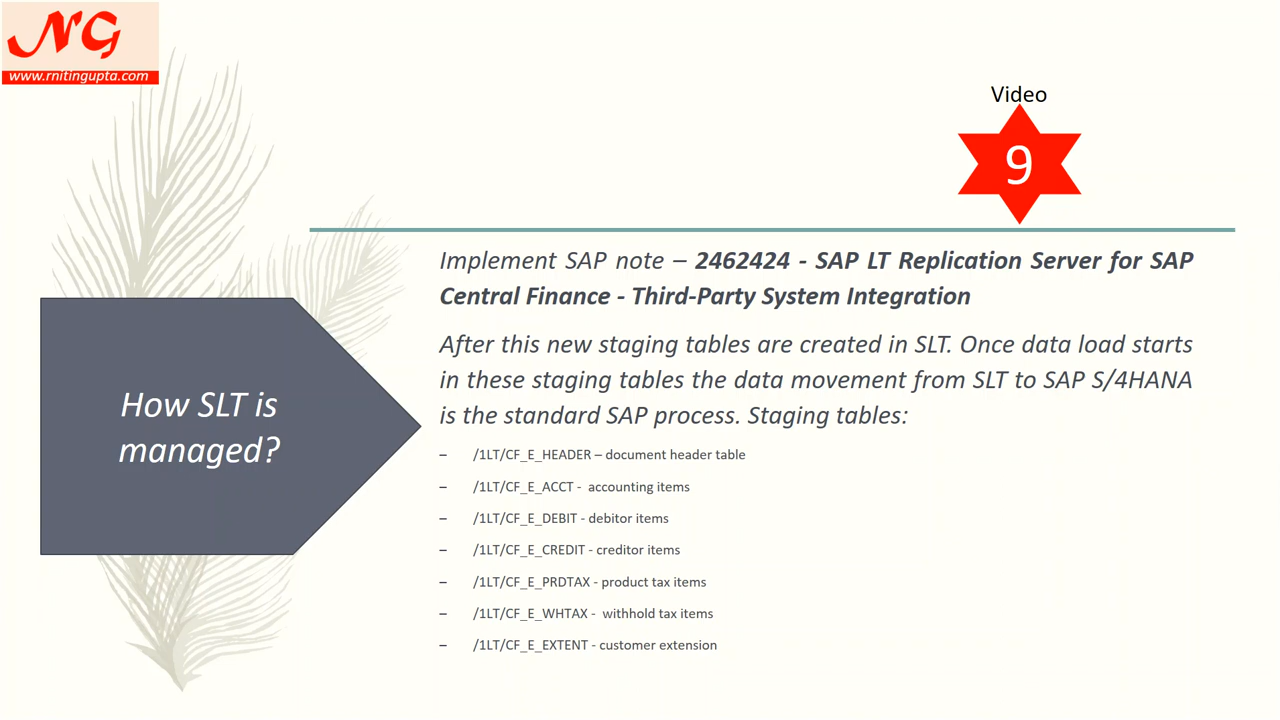 NG
www.rnitingupta.com
Video
9
Implement SAP note – 2462424 - SAP LT Replication Server for SAP
Central Finance - Third-Party System Integration
After this new staging tables are created in SLT. Once data load starts
in these staging tables the data movement from SLT to SAP S/4HANA
is the standard SAP process. Staging tables:
How SLT is
managed?
– /1LT/CF_E_HEADER – document header table
– /1LT/CF_E_ACCT - accounting items
– /1LT/CF_E_DEBIT - debitor items
– /1LT/CF_E_CREDIT - creditor items
– /1LT/CF_E_PRDTAX - product tax items
– /1LT/CF_E_WHTAX - withhold tax items
– /1LT/CF_E_EXTENT - customer extension